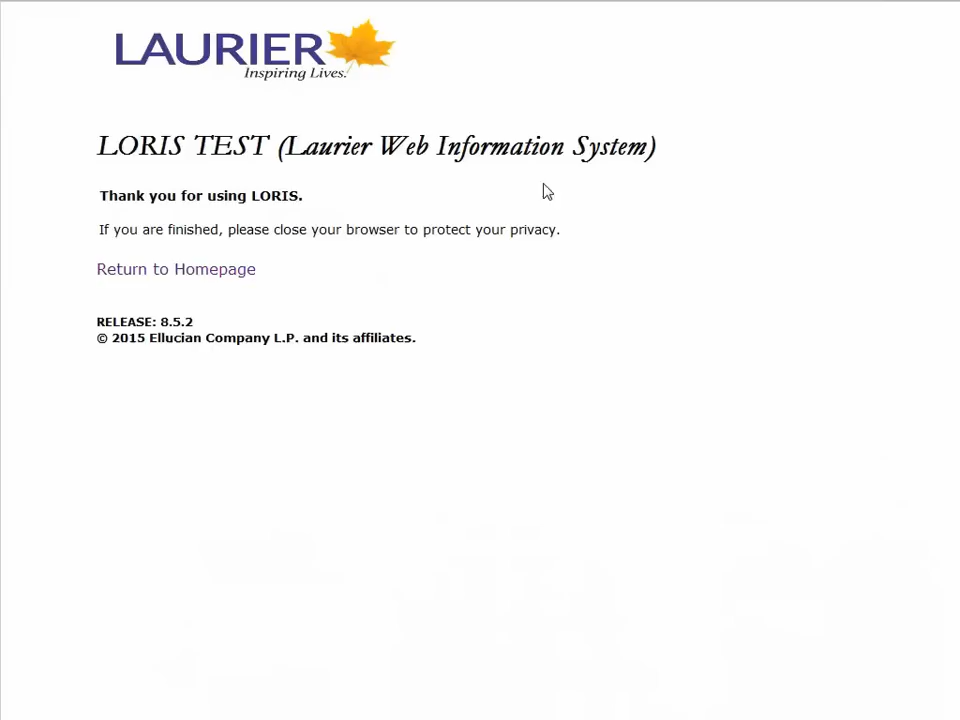 LAURIER
Inspiring Lives.
LORIS TEST (Laurier Web Information System)
Thank you for using LORIS.
If you are finished, please close your browser to protect your privacy.
Return to Homepage
RELEASE: 8.5.2
© 2015 Ellucian Company L.P. and its affiliates.